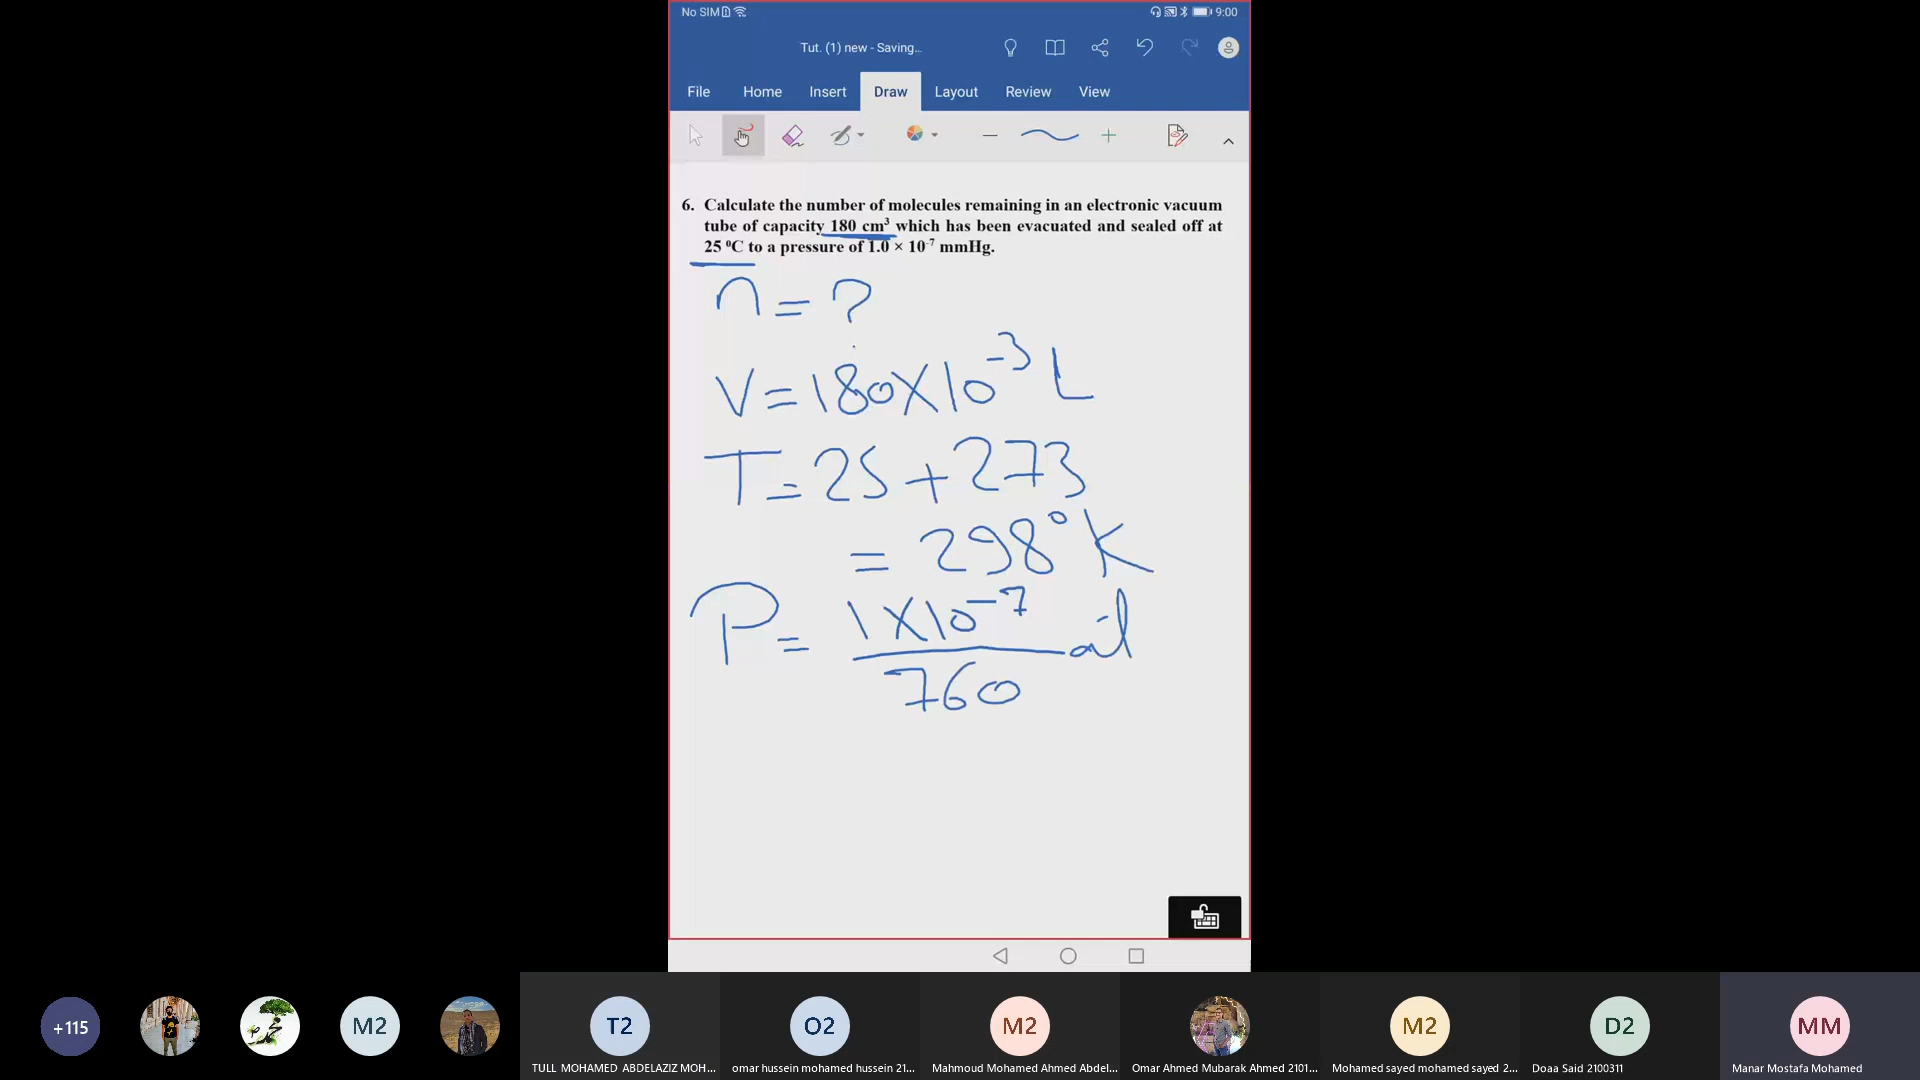 No SIM 9:00
Tut. (1) new - Saving...
File Home Insert Draw Layout Review View
6. Calculate the number of molecules remaining in an electronic vacuum
tube of capacity 180 cm³ which has been evacuated and sealed off at
25 ⁰C to a pressure of 1.0 × 10⁻⁷ mmHg.
n = ?
V = 180 X 10⁻³ L
T = 25 + 273
= 298° K
P = 1 X 10⁻⁷
760
+115 M2 T2 O2 M2 M2 D2 MM
TULL MOHAMED ABDELAZIZ MOH... omar hussein mohamed hussein 21... Mahmoud Mohamed Ahmed Abdel... Omar Ahmed Mubarak Ahmed 2101... Mohamed sayed mohamed sayed 2... Doaa Said 2100311 Manar Mostafa Mohamed